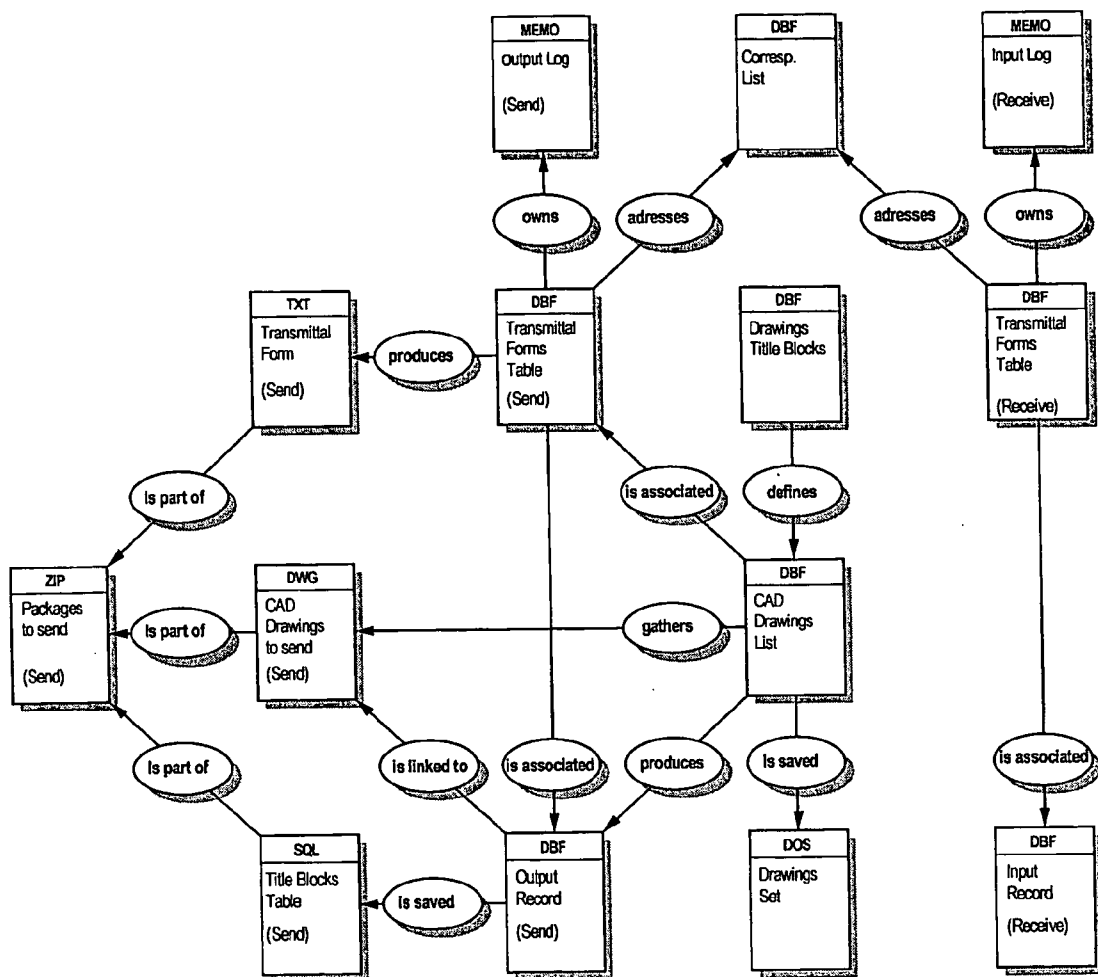 MEMO
Output Log
(Send)
DBF
Corresp.
List
MEMO
Input Log
(Receive)
owns
adresses
adresses
owns
TXT
Transmittal
Form
(Send)
produces
DBF
Transmittal
Forms
Table
(Send)
DBF
Drawings
Titile Blocks
DBF
Transmittal
Forms
Table
(Receive)
Is part of
is associated
defines
ZIP
Packages
to send
(Send)
Is part of
DWG
CAD
Drawings
to send
(Send)
gathers
DBF
CAD
Drawings
List
Is part of
is linked to
is associated
produces
Is saved
is associated
SQL
Title Blocks
Table
(Send)
Is saved
DBF
Output
Record
(Send)
DOS
Drawings
Set
DBF
Input
Record
(Receive)